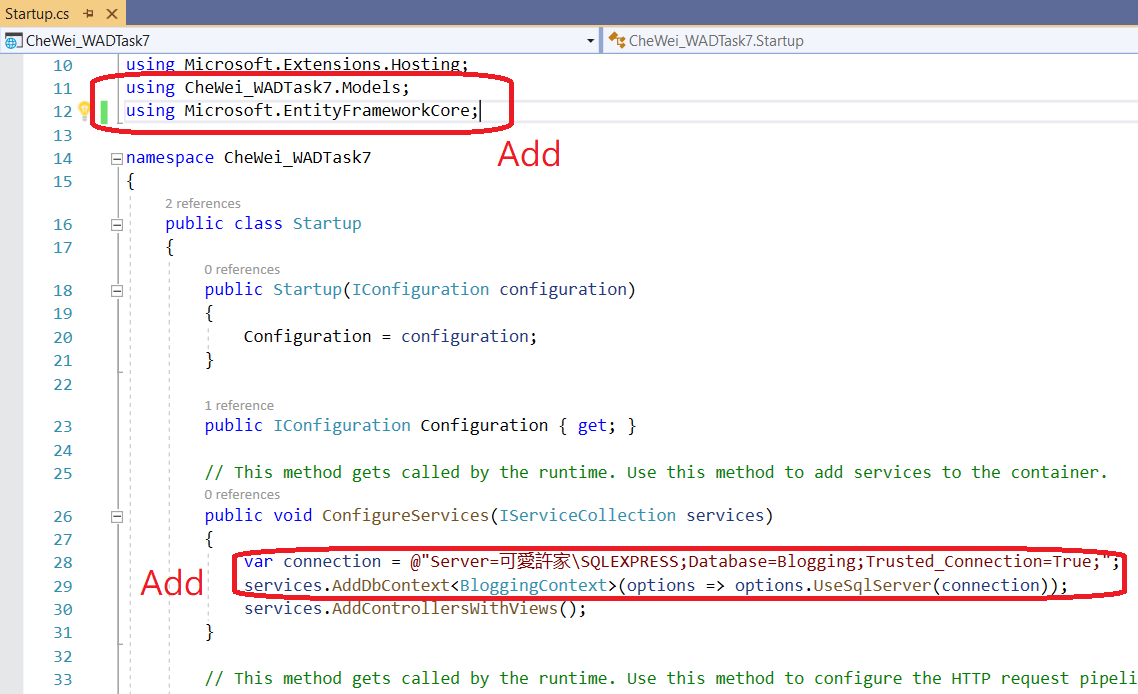 Startup.cs
CheWei_WADTask7 CheWei_WADTask7.Startup
10 using Microsoft.Extensions.Hosting;
11 using CheWei_WADTask7.Models;
12 using Microsoft.EntityFrameworkCore;
13
Add
14 namespace CheWei_WADTask7
15 {
2 references
16 public class Startup
17 {
0 references
18 public Startup(IConfiguration configuration)
19 {
20 Configuration = configuration;
21 }
22
1 reference
23 public IConfiguration Configuration { get; }
24
25 // This method gets called by the runtime. Use this method to add services to the container.
0 references
26 public void ConfigureServices(IServiceCollection services)
27 {
28 var connection = @"Server=可愛許家\SQLEXPRESS;Database=Blogging;Trusted_Connection=True;";
Add
29 services.AddDbContext<BloggingContext>(options => options.UseSqlServer(connection));
30 services.AddControllersWithViews();
31 }
32
33 // This method gets called by the runtime. Use this method to configure the HTTP request pipeli